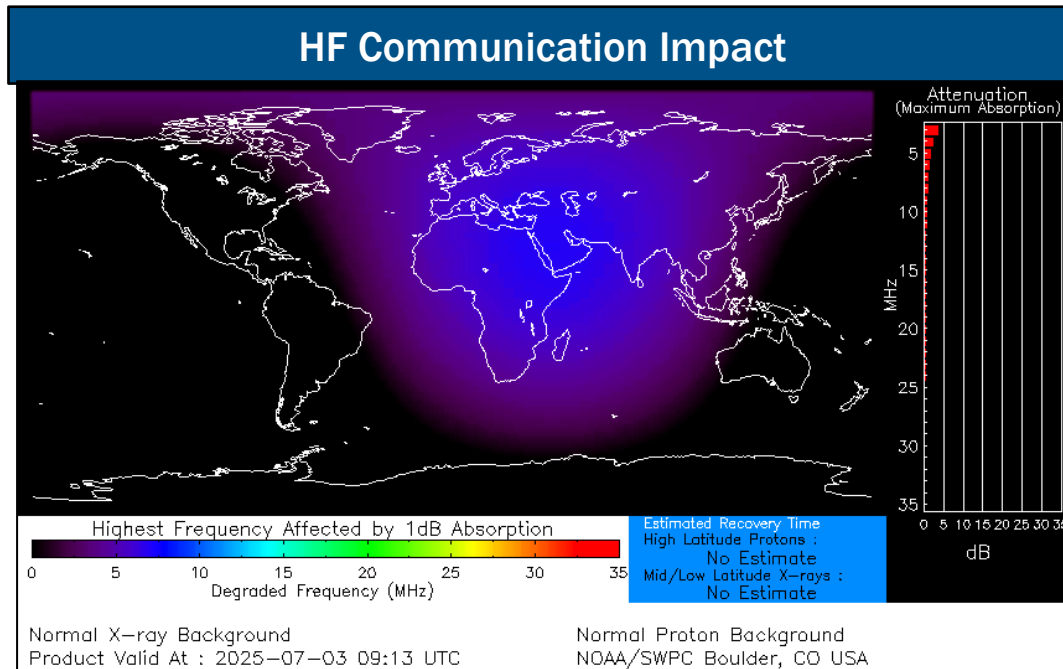 HF Communication Impact
Attenuation
(Maximum Absorption)
5
10
15
20
25
30
35
MHz
0 5 10 15 20 25 30 35
dB
Highest Frequency Affected by 1dB Absorption
0 5 10 15 20 25 30 35
Degraded Frequency (MHz)
Estimated Recovery Time
High Latitude Protons :
No Estimate
Mid/Low Latitude X-rays :
No Estimate
Normal X-ray Background
Product Valid At : 2025-07-03 09:13 UTC
Normal Proton Background
NOAA/SWPC Boulder, CO USA